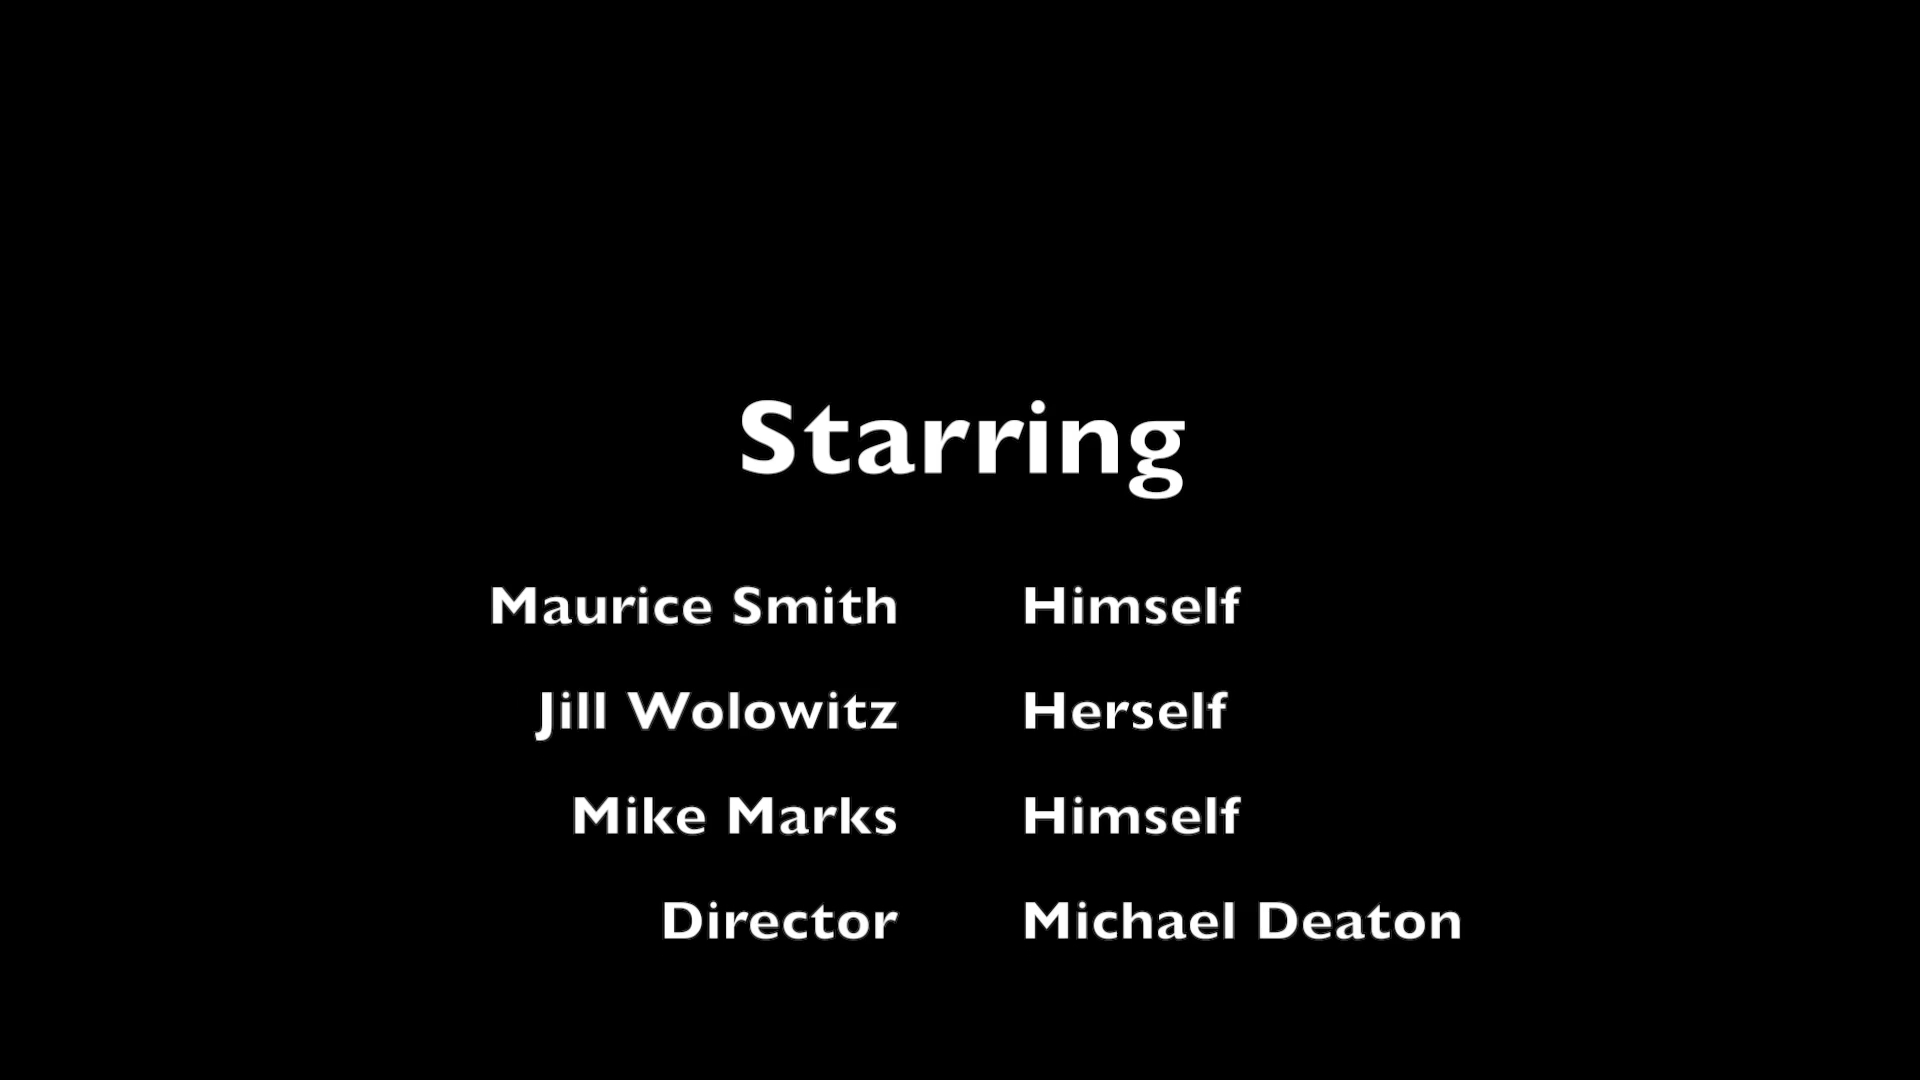 Starring
Maurice Smith Himself
Jill Wolowitz Herself
Mike Marks Himself
Director Michael Deaton